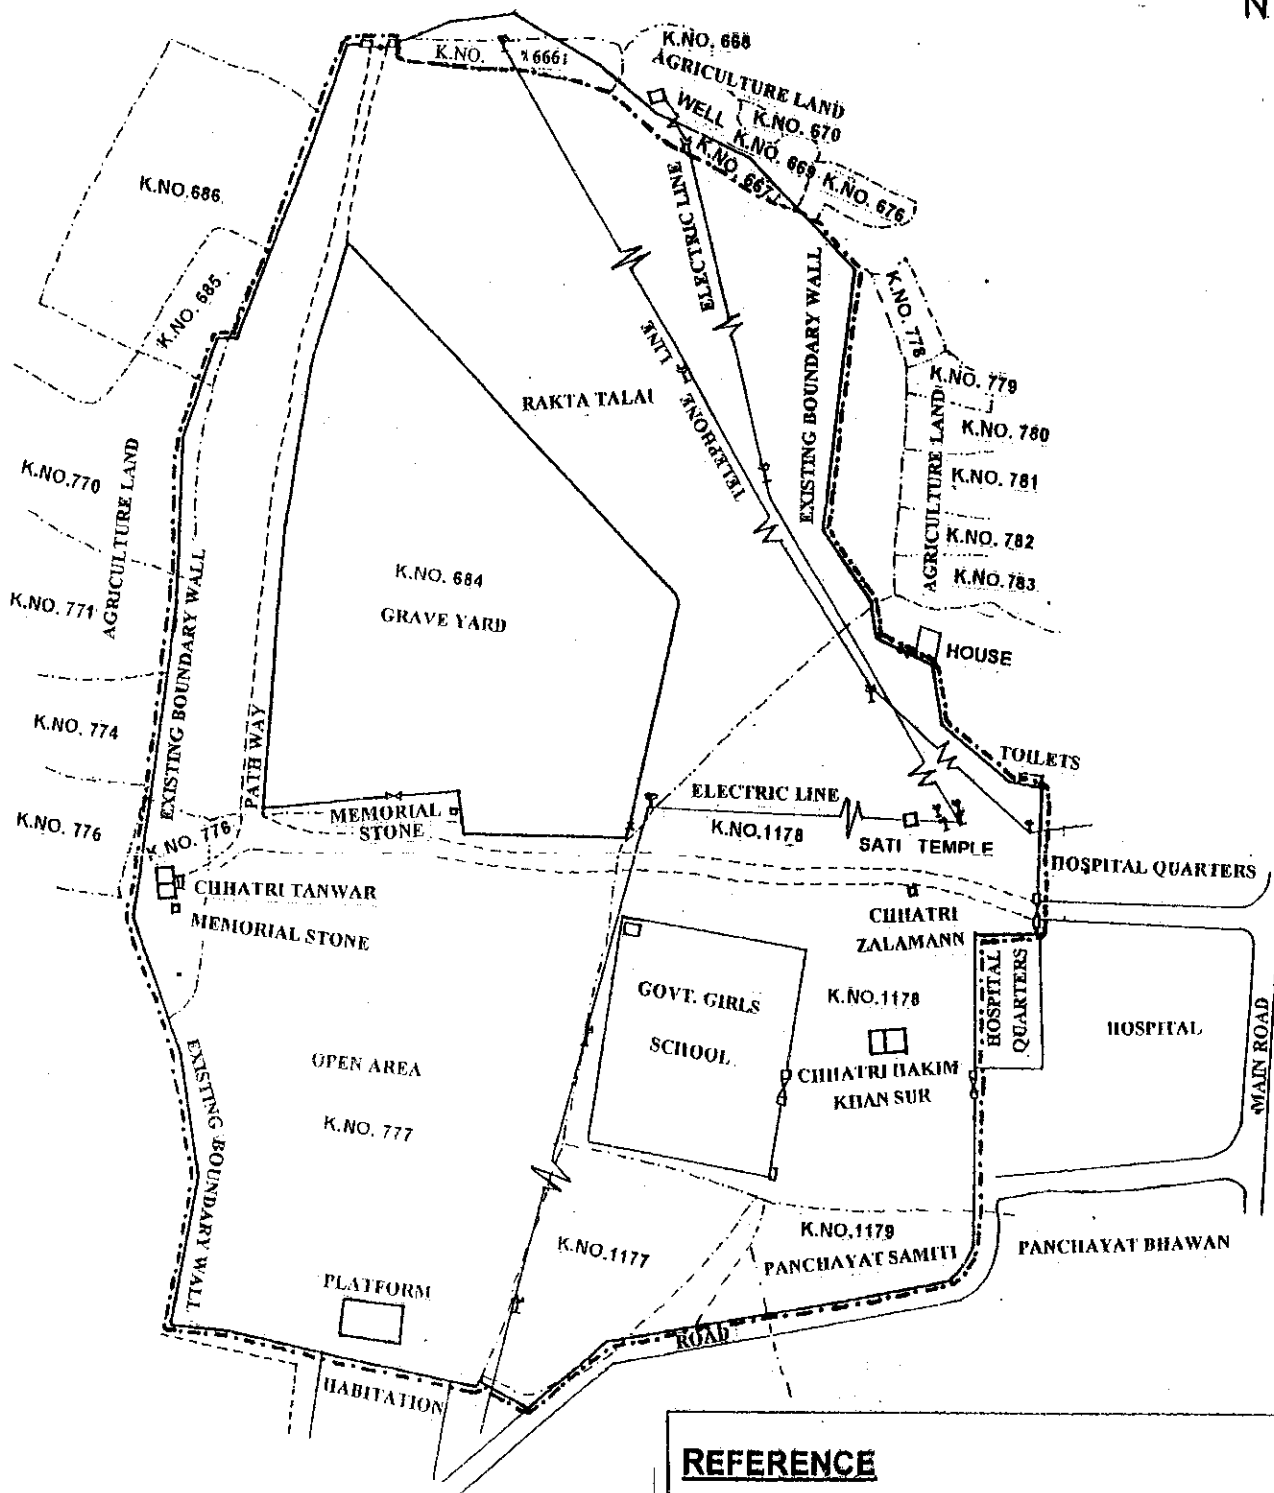 N
K.NO. 668
K.NO. 6661
AGRICULTURE LAND
WELL
K.NO. 670
K.NO. 669
K.NO. 667
K.NO. 676
K.NO.686
K.NO. 685
ELECTRIC LINE
TELEPHONE LINE
EXISTING BOUNDARY WALL
K.NO. 778
K.NO. 779
RAKTA TALAI
K.NO. 780
AGRICULTURE LAND
K.NO. 781
K.NO. 782
K.NO. 783
K.NO.770
AGRICULTURE LAND
K.NO. 771
K.NO. 684
GRAVE YARD
HOUSE
K.NO. 774
EXISTING BOUNDARY WALL
PATH WAY
TOILETS
ELECTRIC LINE
K.NO. 776
K.NO. 776
MEMORIAL
STONE
K.NO.1178
SATI TEMPLE
HOSPITAL QUARTERS
CHHATRI TANWAR
MEMORIAL STONE
CHHATRI
ZALAMANN
GOVT. GIRLS
SCHOOL
K.NO.1178
HOSPITAL
QUARTERS
HOSPITAL
MAIN ROAD
EXISTING BOUNDARY WALL
OPEN AREA
K.NO. 777
CHHATRI HAKIM
KHAN SUR
K.NO.1177
K.NO.1179
PANCHAYAT SAMITI
PANCHAYAT BHAWAN
PLATFORM
ROAD
HABITATION
REFERENCE